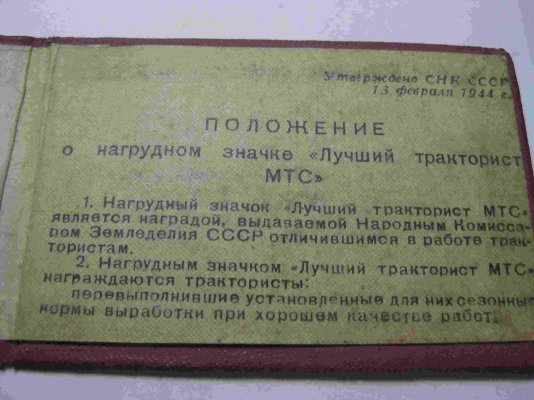 Утверждено СНК СССР
13 февраля 1944 г.
ПОЛОЖЕНИЕ
о нагрудном значке «Лучший тракторист
МТС»
1. Нагрудный значок «Лучший тракторист МТС»
является наградой, выдаваемой Народным Комисса-
ром Земледелия СССР отличившимся в работе трак-
тористам.
2. Нагрудным значком «Лучший тракторист МТС»
награждаются трактористы:
перевыполнившие установленные для них сезонные
нормы выработки при хорошем качестве работ;